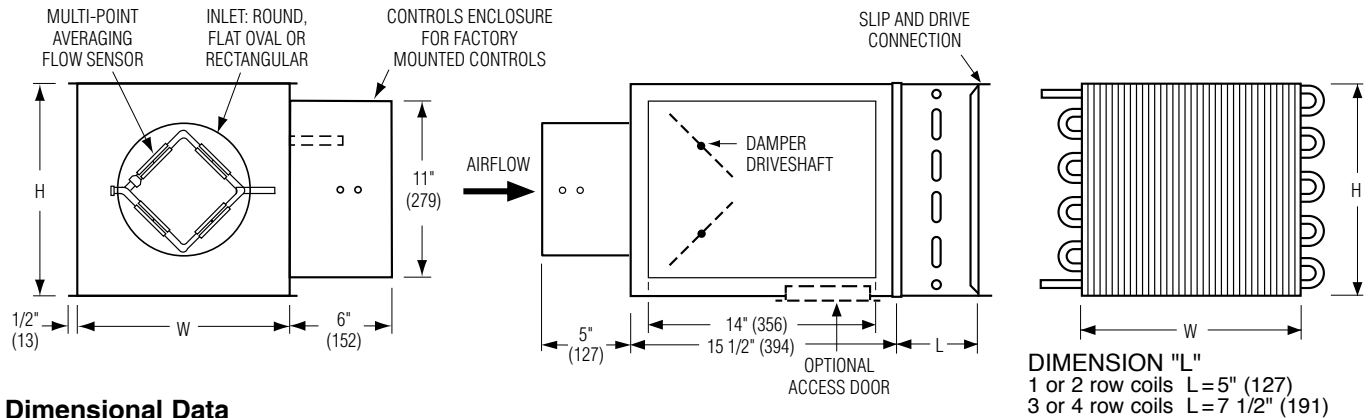 MULTI-POINT
AVERAGING
FLOW SENSOR
INLET: ROUND,
FLAT OVAL OR
RECTANGULAR
CONTROLS ENCLOSURE
FOR FACTORY
MOUNTED CONTROLS
SLIP AND DRIVE
CONNECTION
H
11"
(279)
AIRFLOW
DAMPER
DRIVESHAFT
H
1/2"
(13)
W
6"
(152)
5"
(127)
14" (356)
15 1/2" (394)
L
OPTIONAL
ACCESS DOOR
W
DIMENSION "L"
1 or 2 row coils L=5" (127)
3 or 4 row coils L=7 1/2" (191)
Dimensional Data